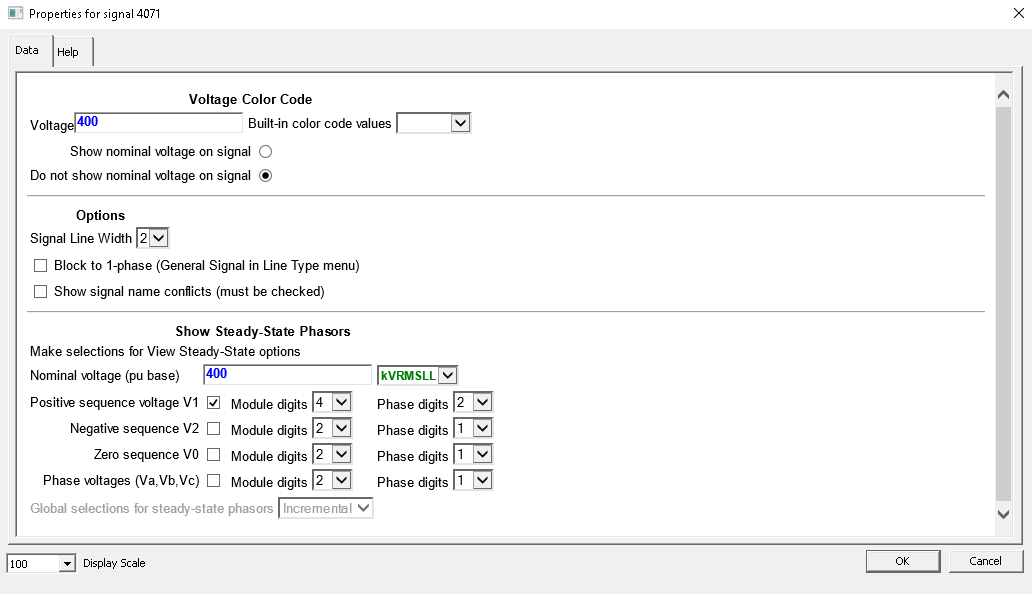 Properties for signal 4071
Data Help
Voltage Color Code
Voltage 400 Built-in color code values
Show nominal voltage on signal
Do not show nominal voltage on signal
Options
Signal Line Width 2
Block to 1-phase (General Signal in Line Type menu)
Show signal name conflicts (must be checked)
Show Steady-State Phasors
Make selections for View Steady-State options
Nominal voltage (pu base) 400 kVRMSLL
Positive sequence voltage V1 Module digits 4 Phase digits 2
Negative sequence V2 Module digits 2 Phase digits 1
Zero sequence V0 Module digits 2 Phase digits 1
Phase voltages (Va,Vb,Vc) Module digits 2 Phase digits 1
Global selections for steady-state phasors Incremental
100 Display Scale OK Cancel